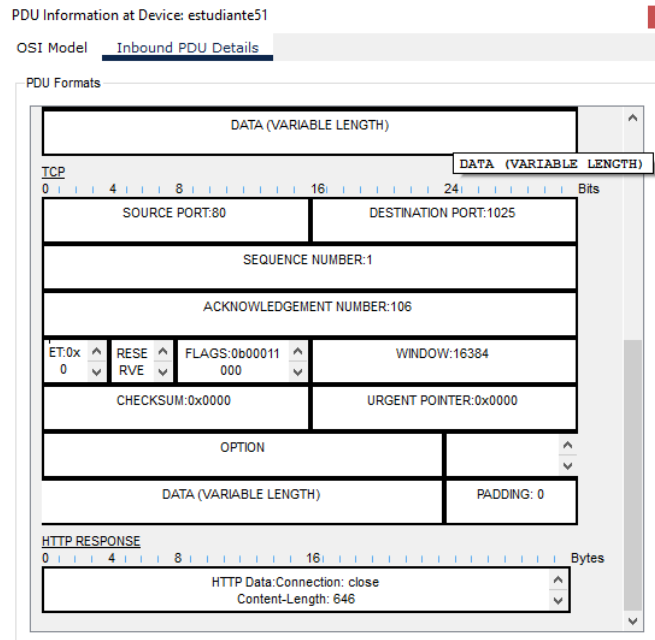 PDU Information at Device: estudiante51
OSI Model Inbound PDU Details
PDU Formats
DATA (VARIABLE LENGTH)
DATA (VARIABLE LENGTH)
TCP
0 4 8 16 24 Bits
SOURCE PORT:80 DESTINATION PORT:1025
SEQUENCE NUMBER:1
ACKNOWLEDGEMENT NUMBER:106
ET:0x
0
RESE
RVE
FLAGS:0b00011
000
WINDOW:16384
CHECKSUM:0x0000 URGENT POINTER:0x0000
OPTION
DATA (VARIABLE LENGTH) PADDING: 0
HTTP RESPONSE
0 4 8 16 Bytes
HTTP Data:Connection: close
Content-Length: 646